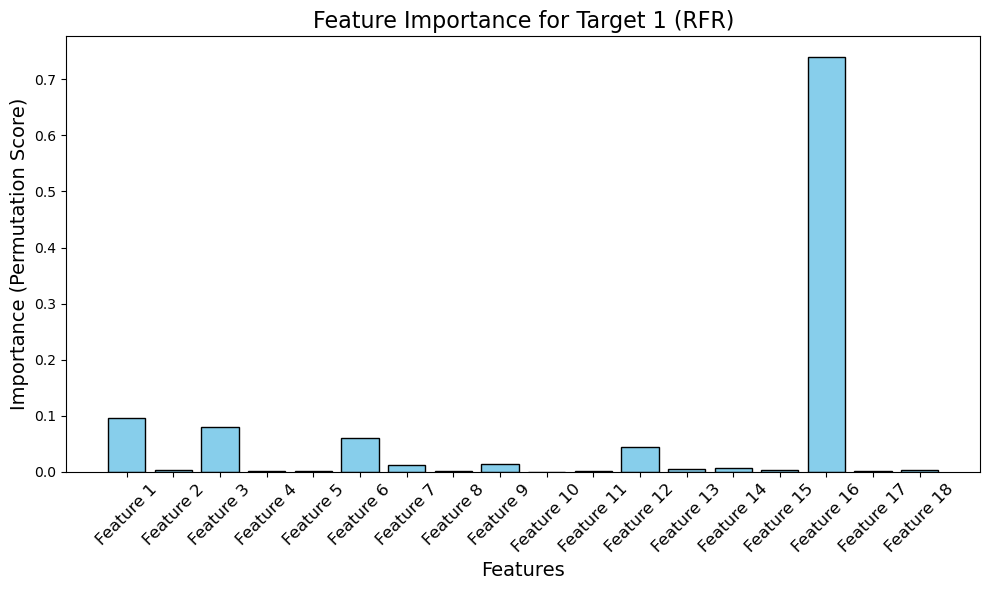 Feature Importance for Target 1 (RFR)
Importance (Permutation Score)
0.7
0.6
0.5
0.4
0.3
0.2
0.1
0.0
Feature 1
Feature 2
Feature 3
Feature 4
Feature 5
Feature 6
Feature 7
Feature 8
Feature 9
Feature 10
Feature 11
Feature 12
Feature 13
Feature 14
Feature 15
Feature 16
Feature 17
Feature 18
Features